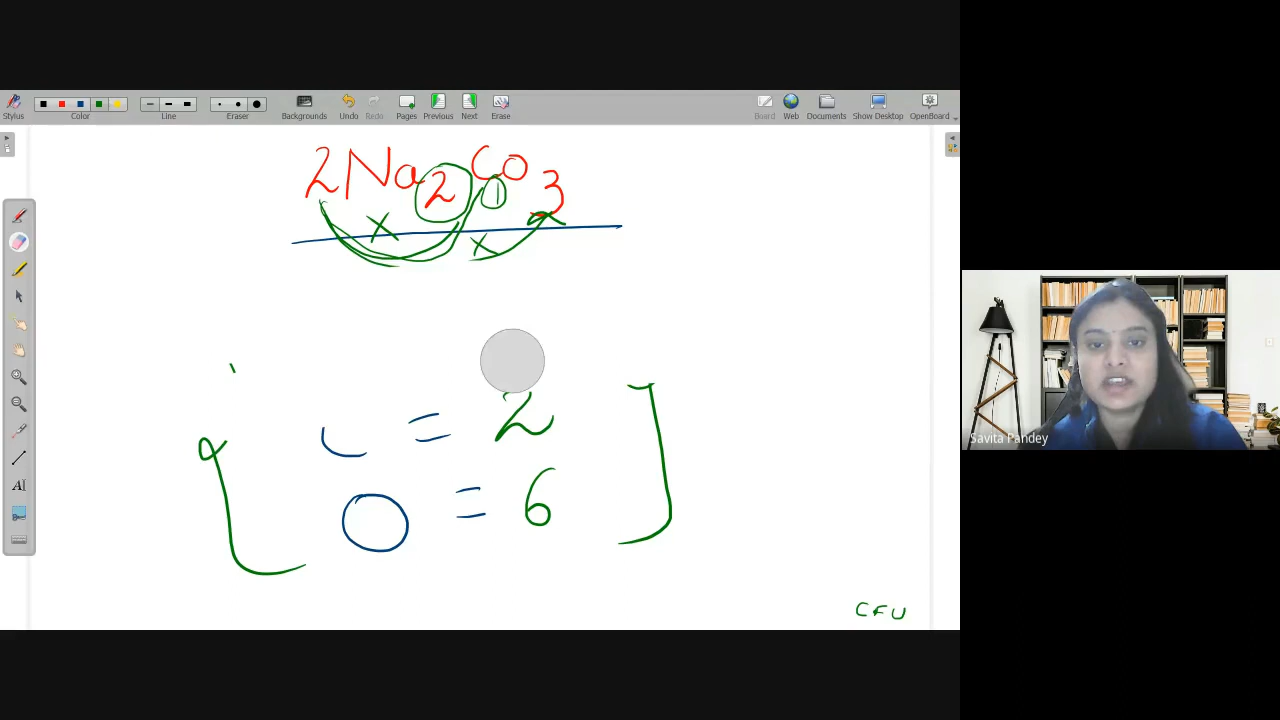 Stylus Color Line Eraser Backgrounds Undo Redo Pages Previous Next Erase Board Web Documents Show Desktop OpenBoard
2Na2CO3
1
x x
= 2
O = 6
CFU
Savita Pandey